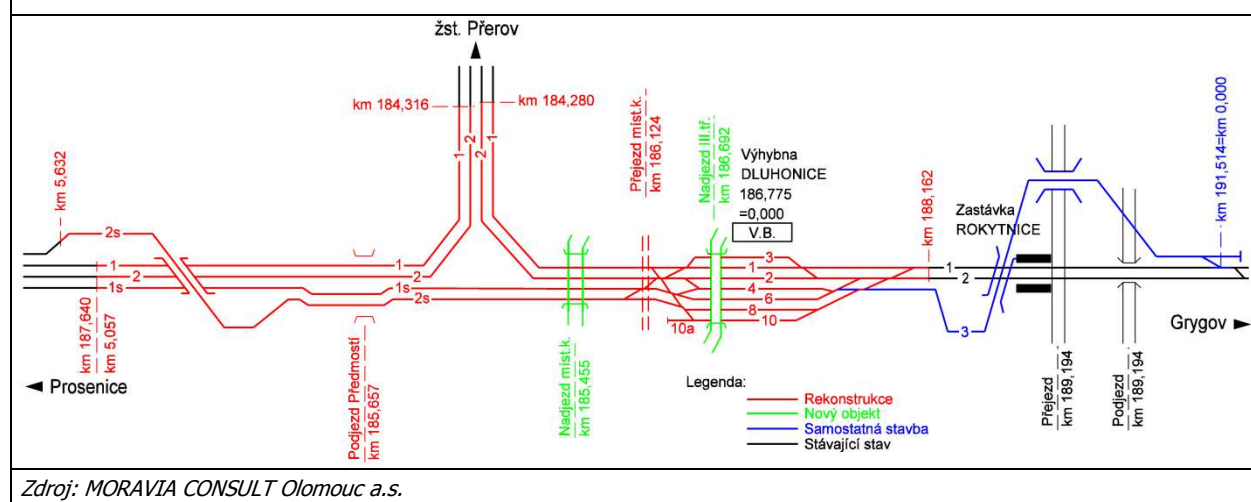 žst. Přerov
km 184,316
km 184,280
1
2
2
1
km 5,632
2s
1
2
1s
km 187,640
km 5,057
Prosenice
1
2
1s
2s
Podjezd Předmostí
km 185,657
Nadjezd míst.k.
km 185,455
Přejezd míst.k.
km 186,124
Nadjezd III.tř.
km 186,692
Výhybna
DLUHONICE
186,775
=0,000
V.B.
3
1
2
4
6
8
10
10a
km 188,162
1
2
3
Zastávka
ROKYTNICE
Přejezd
km 189,194
Podjezd
km 189,194
km 191,514=km 0,000
Grygov
Legenda:
Rekonstrukce
Nový objekt
Samostatná stavba
Stávající stav
Zdroj: MORAVIA CONSULT Olomouc a.s.